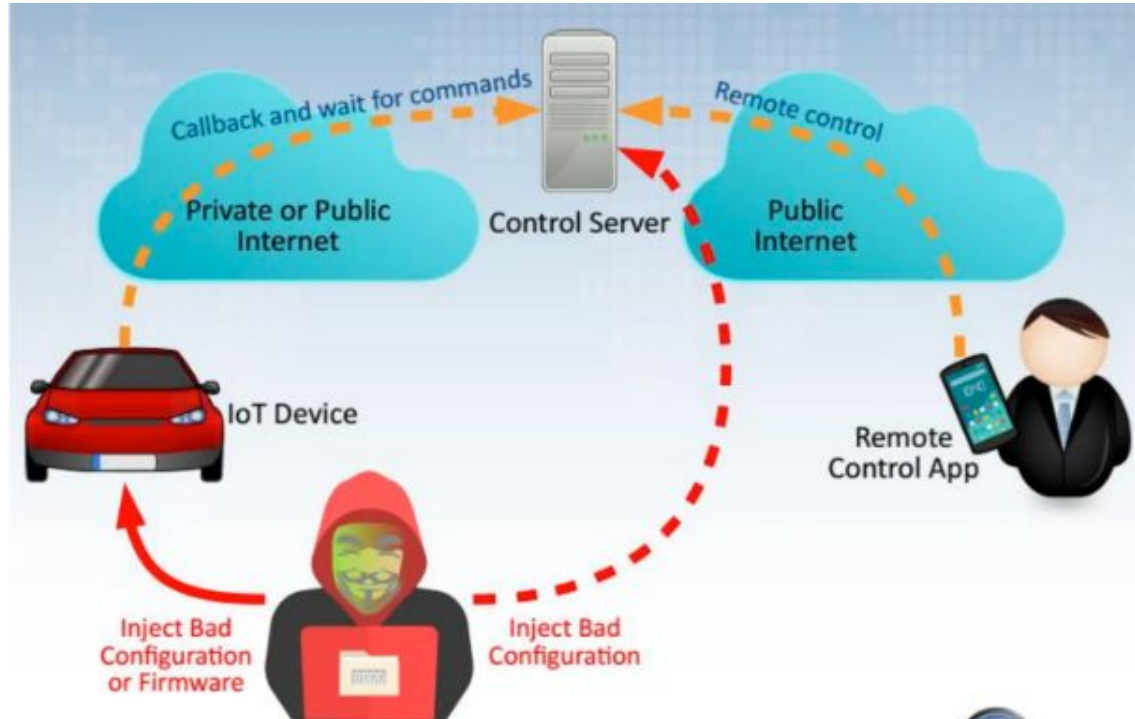 Callback and wait for commands
Remote control
Private or Public
Internet
Control Server
Public
Internet
IoT Device
Remote
Control App
Inject Bad
Configuration
or Firmware
Inject Bad
Configuration